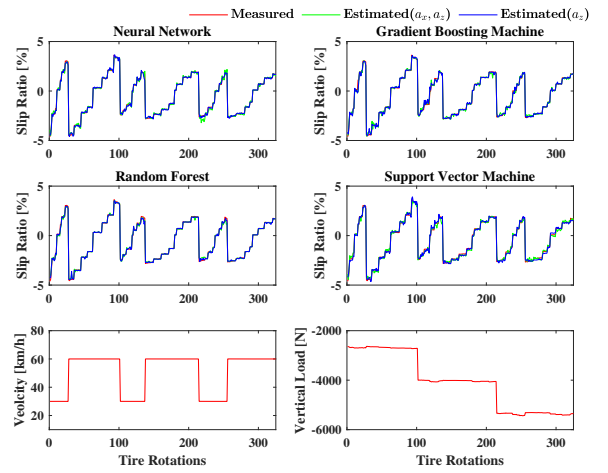 Measured Estimated(a_x, a_z) Estimated(a_z)
Neural Network Gradient Boosting Machine
Slip Ratio [%] Slip Ratio [%]
5 5
0 0
-5 -5
0 100 200 300 0 100 200 300
Random Forest Support Vector Machine
Slip Ratio [%] Slip Ratio [%]
5 5
0 0
-5 -5
0 100 200 300 0 100 200 300
Veolcity [km/h] Vertical Load [N]
80 -2000
60
40 -4000
20 -6000
0 100 200 300 0 100 200 300
Tire Rotations Tire Rotations